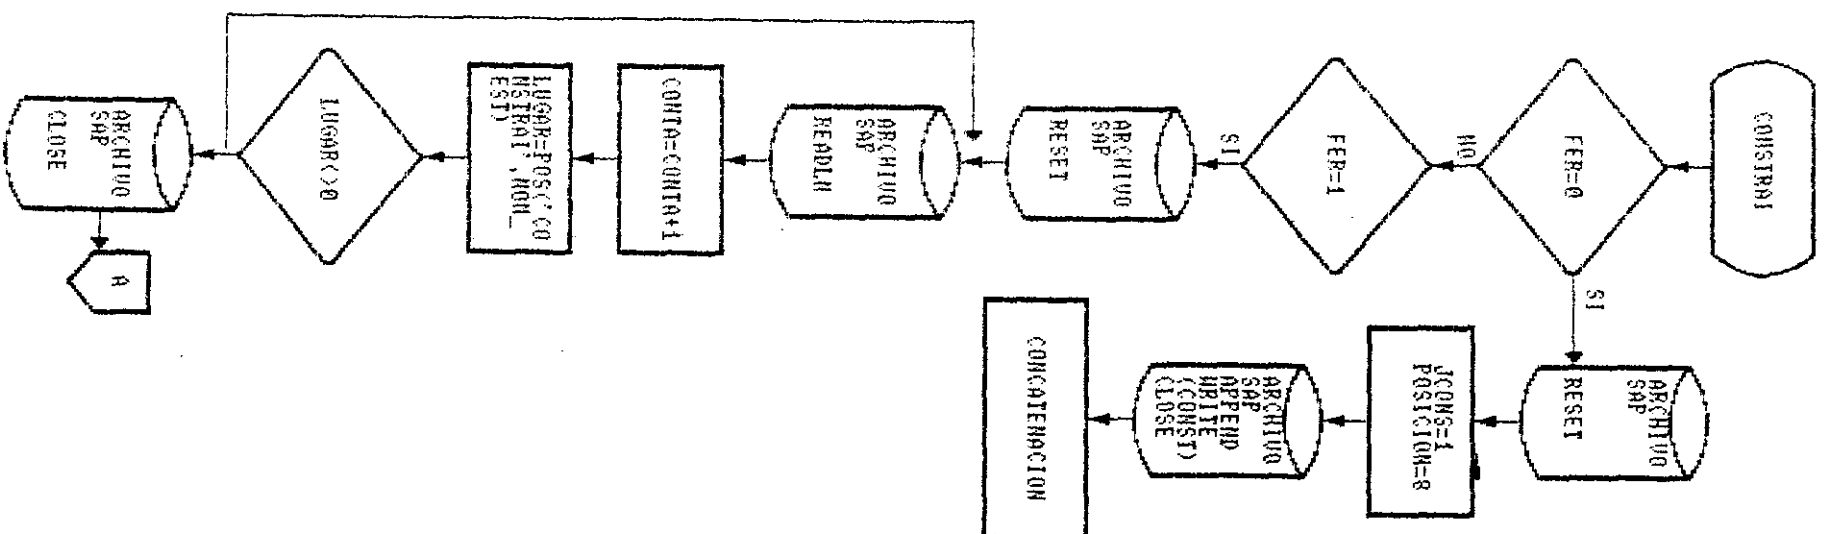 CONSTRAI
FER=0
NO
SI
FER=1
SI
ARCHIVO
SAP
RESET
JCONS=1
POSICION=8
ARCHIVO
SAP
APPEND
WRITE
(CCONST)
CLOSE
CONCATENACION
ARCHIVO
SAP
RESET
ARCHIVO
SAP
READLN
CONTA=CONTA+1
LUGAR=POS('CO
NSTRAI',NOM_
EST)
LUGAR<>0
ARCHIVO
SAP
CLOSE
A